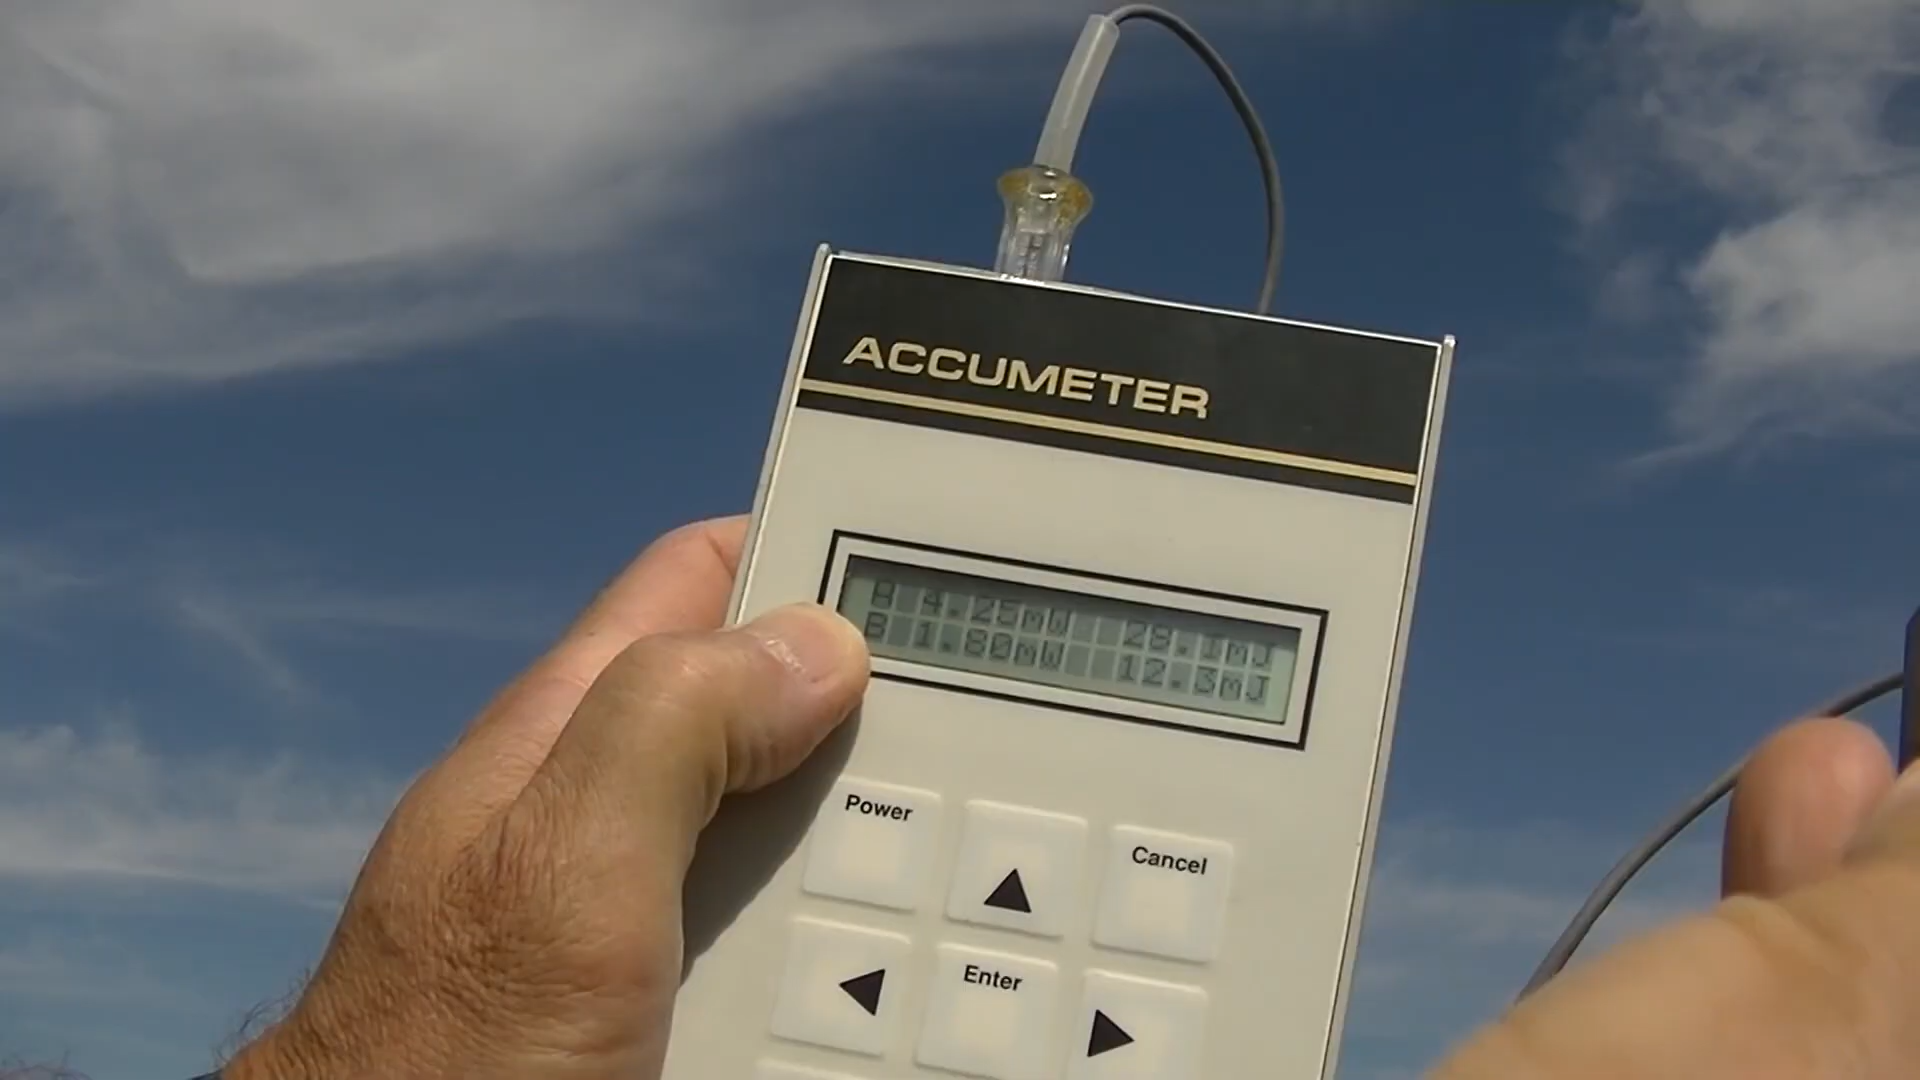 ACCUMETER
A 4.25mW 28.1mJ
B 1.80mW 12.3mJ
Power
Cancel
Enter